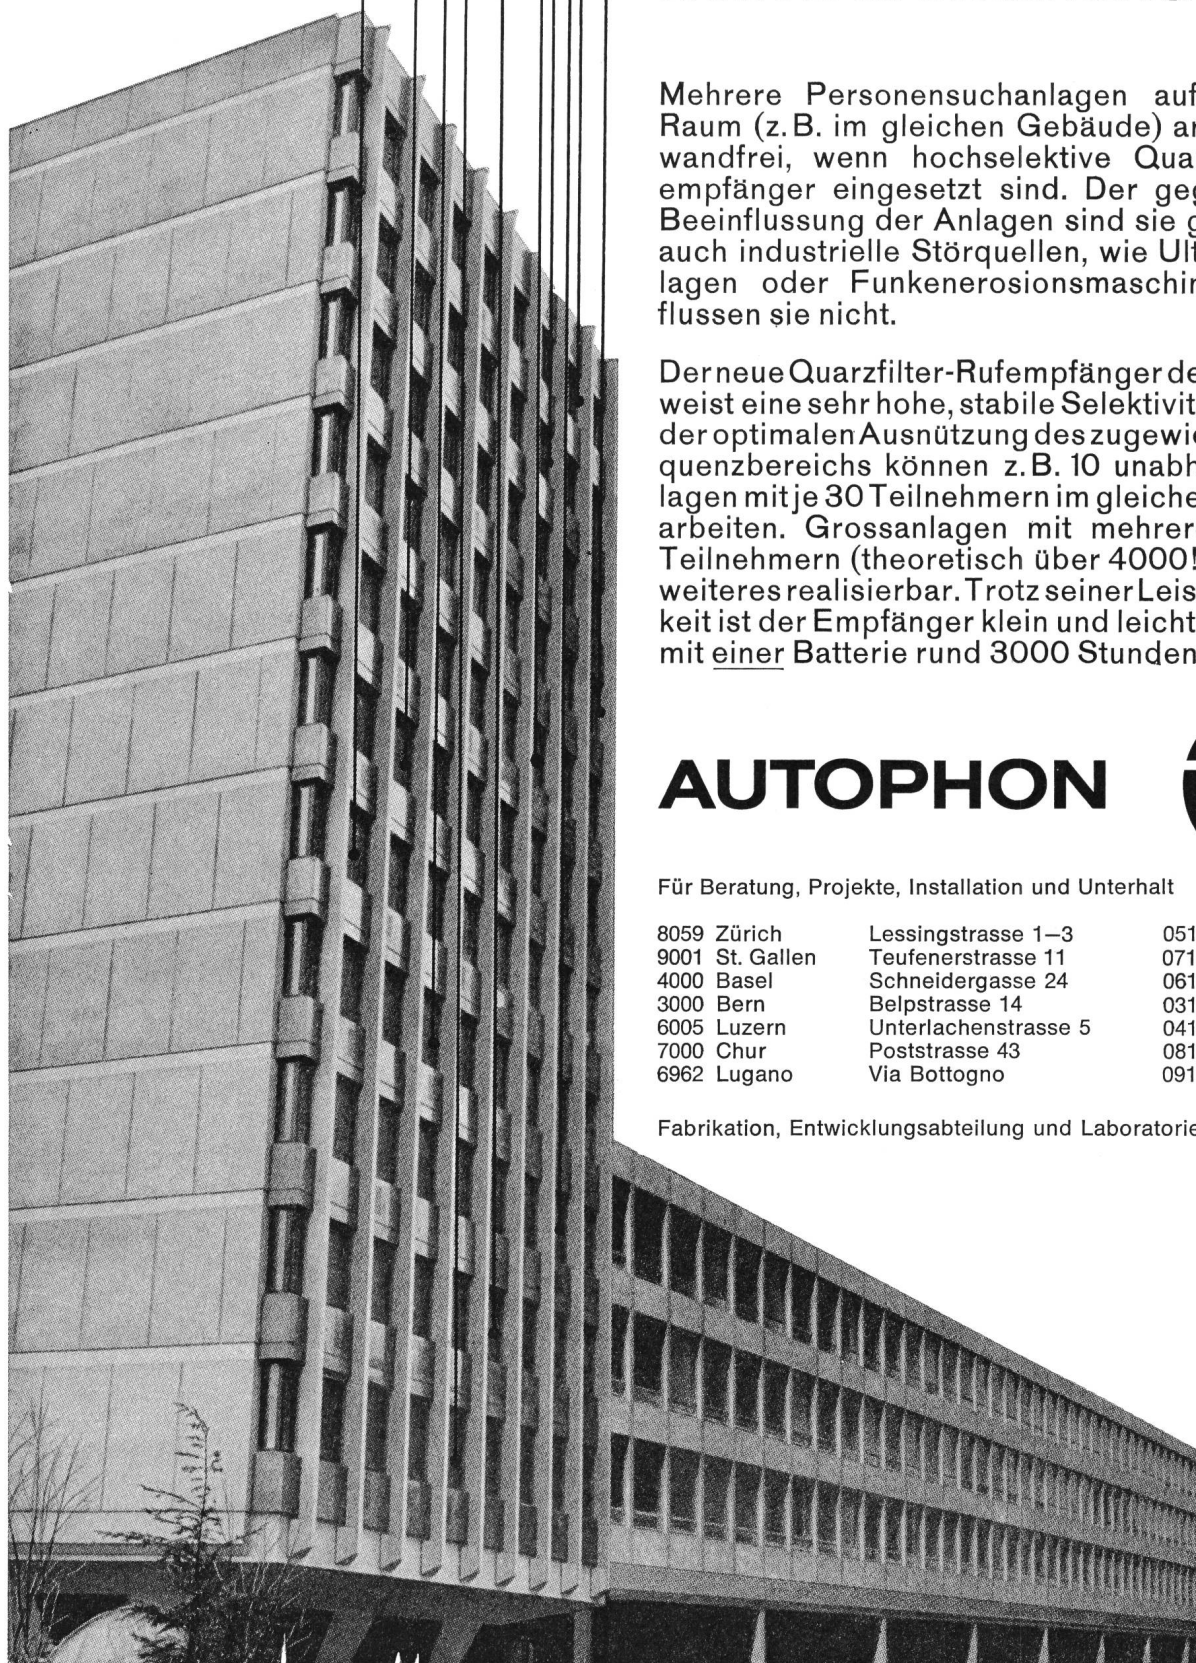 Mehrere Personensuchanlagen auf
Raum (z.B. im gleichen Gebäude) ar
wandfrei, wenn hochselektive Qua
empfänger eingesetzt sind. Der geg
Beeinflussung der Anlagen sind sie g
auch industrielle Störquellen, wie Ult
lagen oder Funkenerosionsmaschin
flussen sie nicht.
Der neue Quarzfilter-Rufempfänger de
weist eine sehr hohe, stabile Selektivit
der optimalen Ausnützung des zugewie
quenzbereichs können z.B. 10 unabh
lagen mit je 30 Teilnehmern im gleiche
arbeiten. Grossanlagen mit mehrer
Teilnehmern (theoretisch über 4000!
weiteres realisierbar. Trotz seiner Leis
keit ist der Empfänger klein und leicht
mit einer Batterie rund 3000 Stunden
AUTOPHON
Für Beratung, Projekte, Installation und Unterhalt
8059 Zürich Lessingstrasse 1–3 051
9001 St. Gallen Teufenerstrasse 11 071
4000 Basel Schneidergasse 24 061
3000 Bern Belpstrasse 14 031
6005 Luzern Unterlachenstrasse 5 041
7000 Chur Poststrasse 43 081
6962 Lugano Via Bottogno 091
Fabrikation, Entwicklungsabteilung und Laboratorie